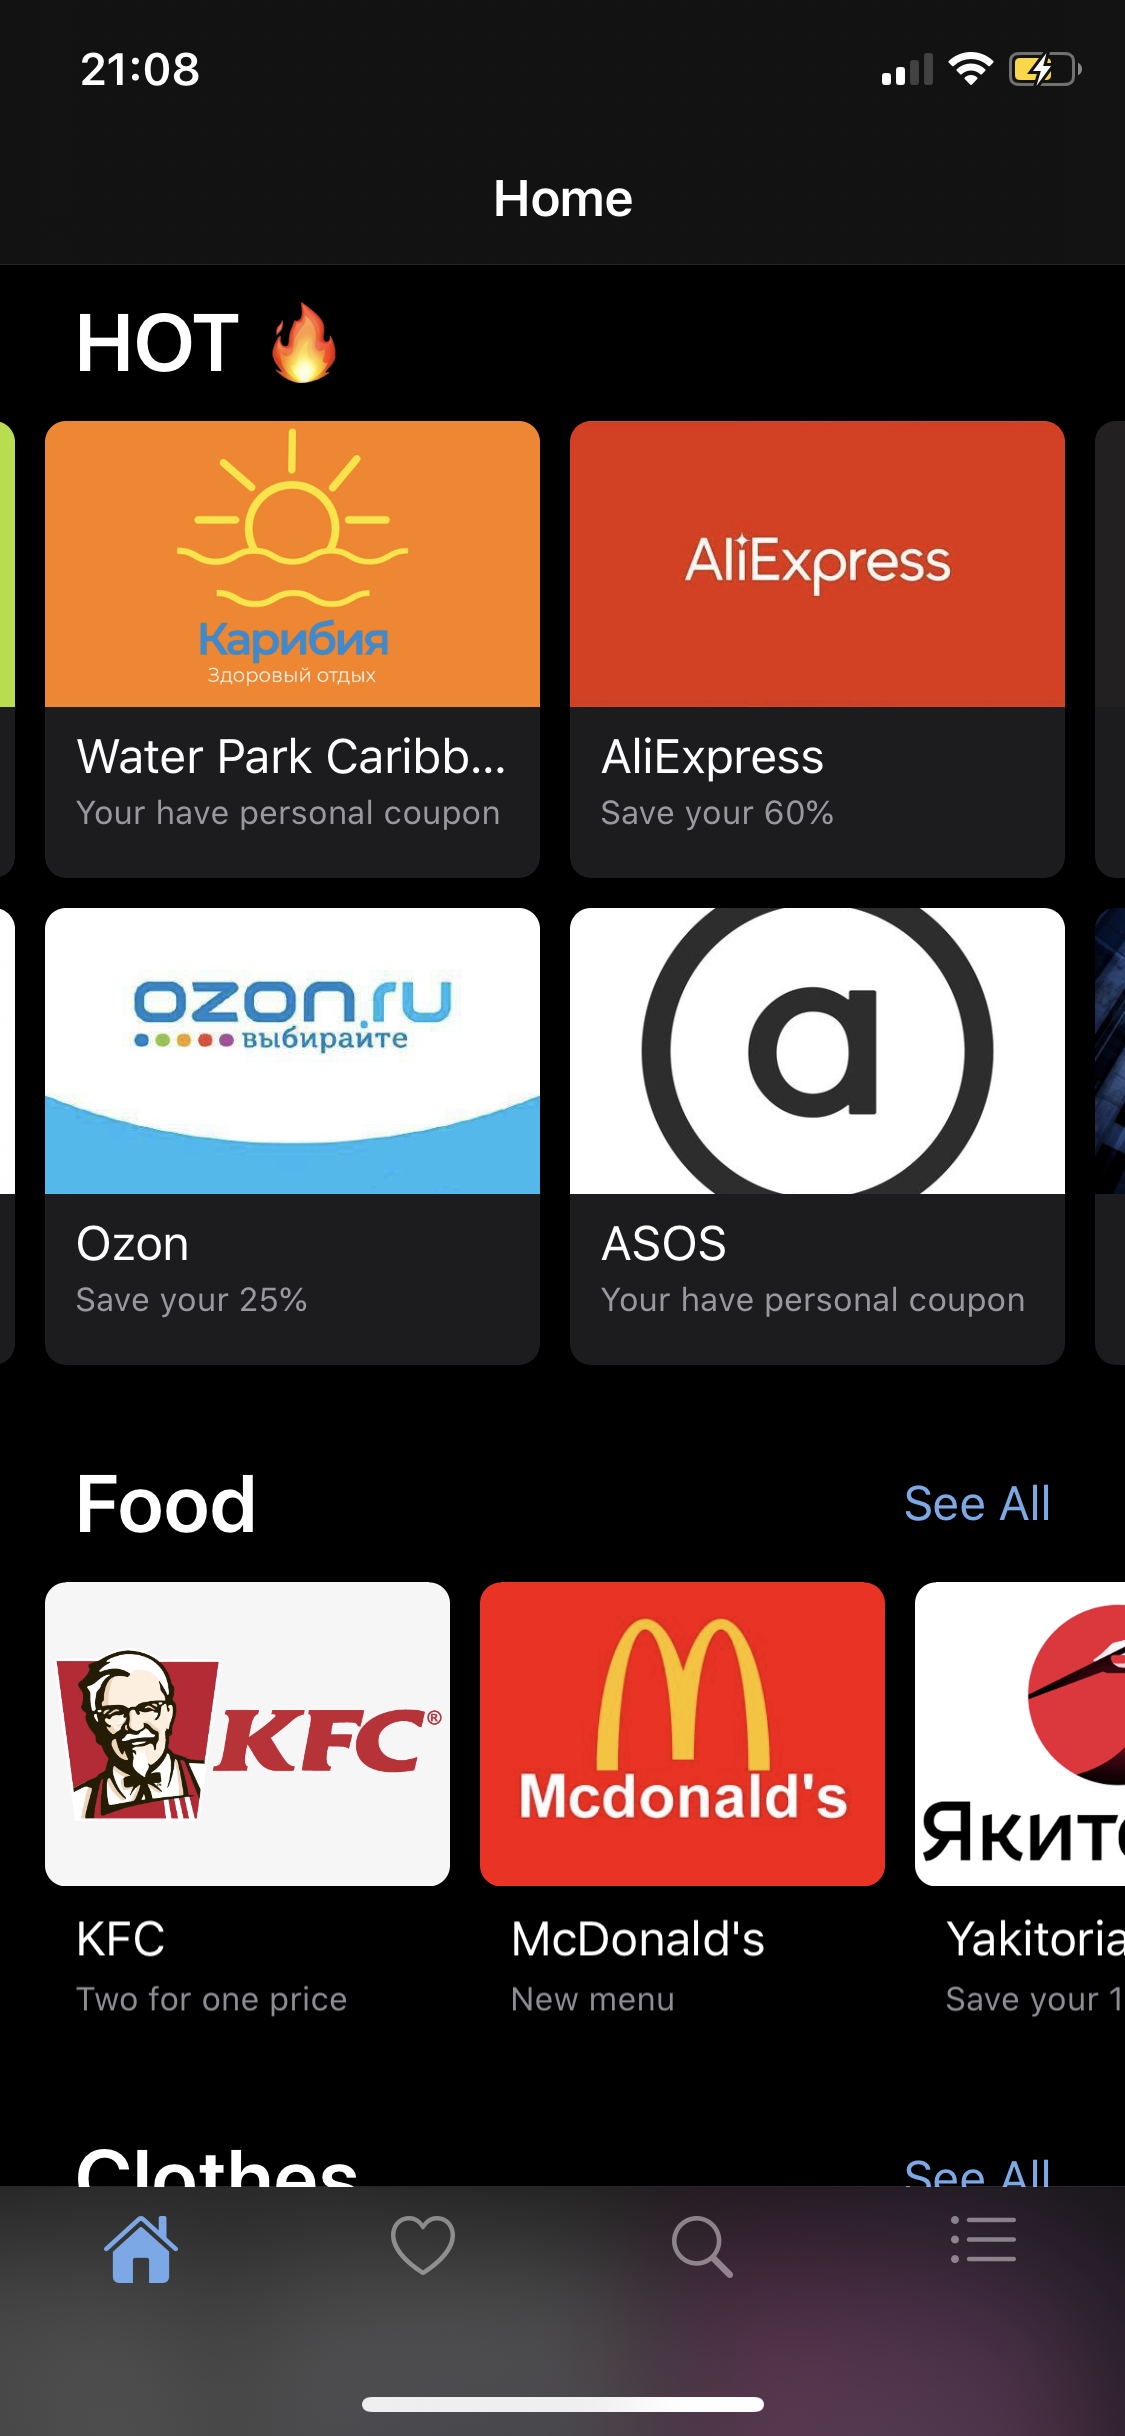 21:08
Home
HOT 🔥
Карибия
Здоровый отдых
AliExpress
Water Park Caribb...
Your have personal coupon
AliExpress
Save your 60%
ozon.ru
выбирайте
a
Ozon
Save your 25%
ASOS
Your have personal coupon
Food
See All
KFC®
Mcdonald's
Якит
KFC
Two for one price
McDonald's
New menu
Yakitoria
Save your 1
Clothes
See All